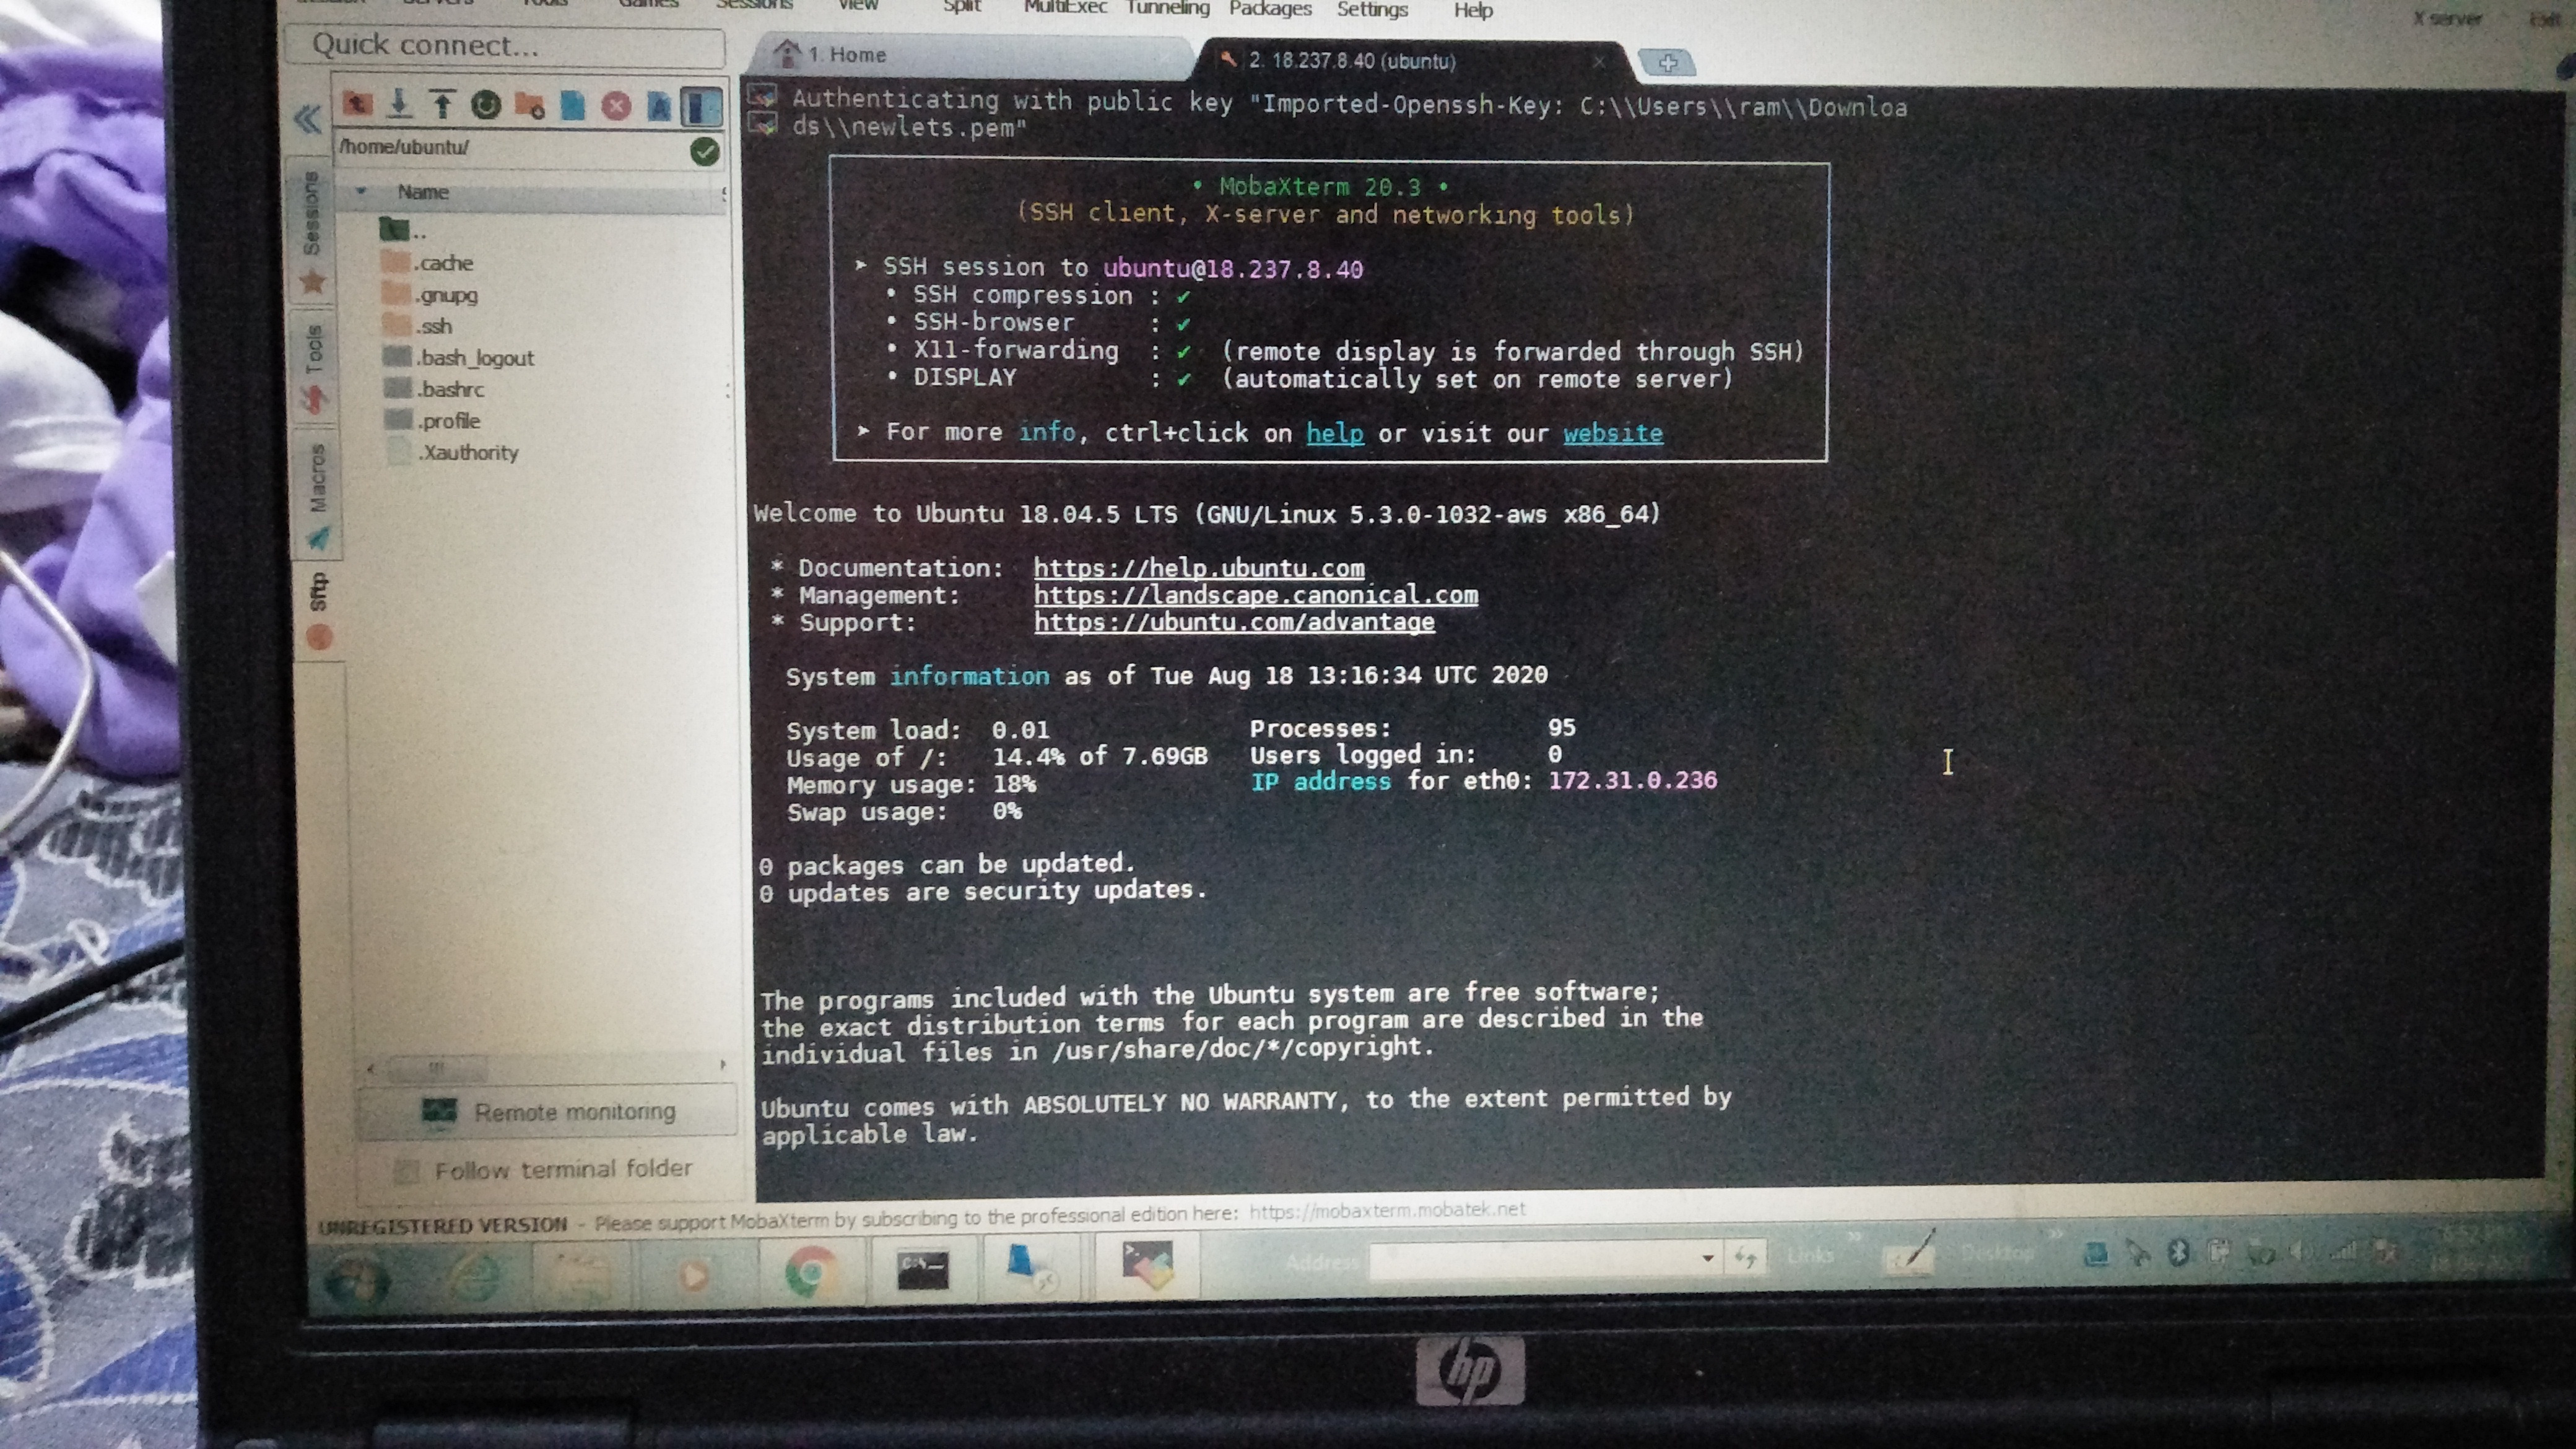 Servers
Tools
Games
Sessions
View
Split
MultiExec
Tunneling
Packages
Settings
Help
X server
Exit
Quick connect...
1. Home
2. 18.237.8.40 (ubuntu)
/home/ubuntu/
Name
..
.cache
.gnupg
.ssh
.bash_logout
.bashrc
.profile
.Xauthority
Sessions
Tools
Macros
Sftp
Remote monitoring
Follow terminal folder
Authenticating with public key "Imported-Openssh-Key: C:\\Users\\ram\\Downloa
ds\\newlets.pem"
• MobaXterm 20.3 •
(SSH client, X-server and networking tools)
➤ SSH session to ubuntu@18.237.8.40
• SSH compression : ✔
• SSH-browser : ✔
• X11-forwarding : ✔ (remote display is forwarded through SSH)
• DISPLAY : ✔ (automatically set on remote server)
➤ For more info, ctrl+click on help or visit our website
Welcome to Ubuntu 18.04.5 LTS (GNU/Linux 5.3.0-1032-aws x86_64)
* Documentation: https://help.ubuntu.com
* Management: https://landscape.canonical.com
* Support: https://ubuntu.com/advantage
System information as of Tue Aug 18 13:16:34 UTC 2020
System load: 0.01 Processes: 95
Usage of /: 14.4% of 7.69GB Users logged in: 0
Memory usage: 18% IP address for eth0: 172.31.0.236
Swap usage: 0%
0 packages can be updated.
0 updates are security updates.
The programs included with the Ubuntu system are free software;
the exact distribution terms for each program are described in the
individual files in /usr/share/doc/*/copyright.
Ubuntu comes with ABSOLUTELY NO WARRANTY, to the extent permitted by
applicable law.
UNREGISTERED VERSION - Please support MobaXterm by subscribing to the professional edition here: https://mobaxterm.mobatek.net
Address
Links
Desktop
hp